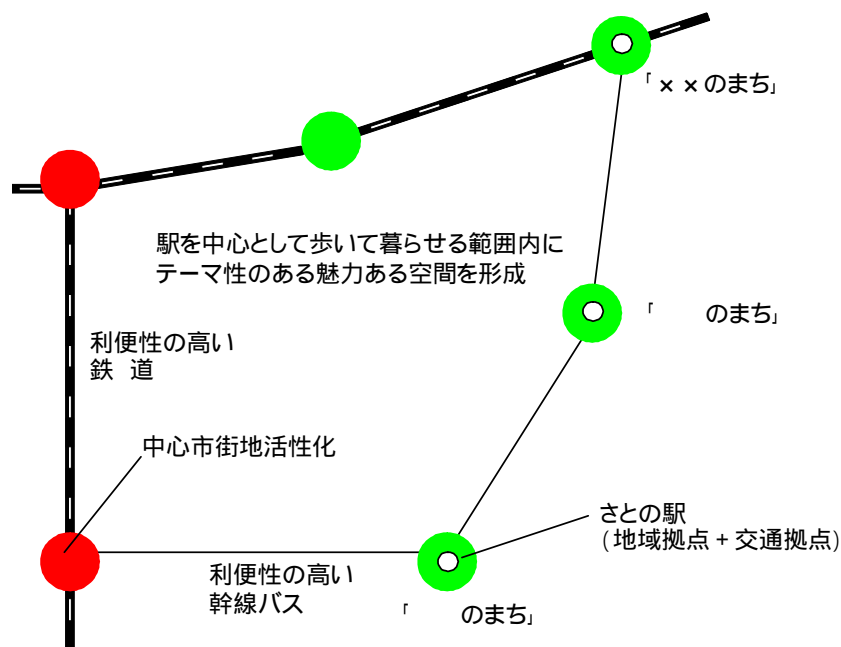 「××のまち」
駅を中心として歩いて暮らせる範囲内に
テーマ性のある魅力ある空間を形成
「　　のまち」
利便性の高い
鉄 道
中心市街地活性化
さとの駅
(地域拠点+交通拠点)
利便性の高い
幹線バス
「　　のまち」